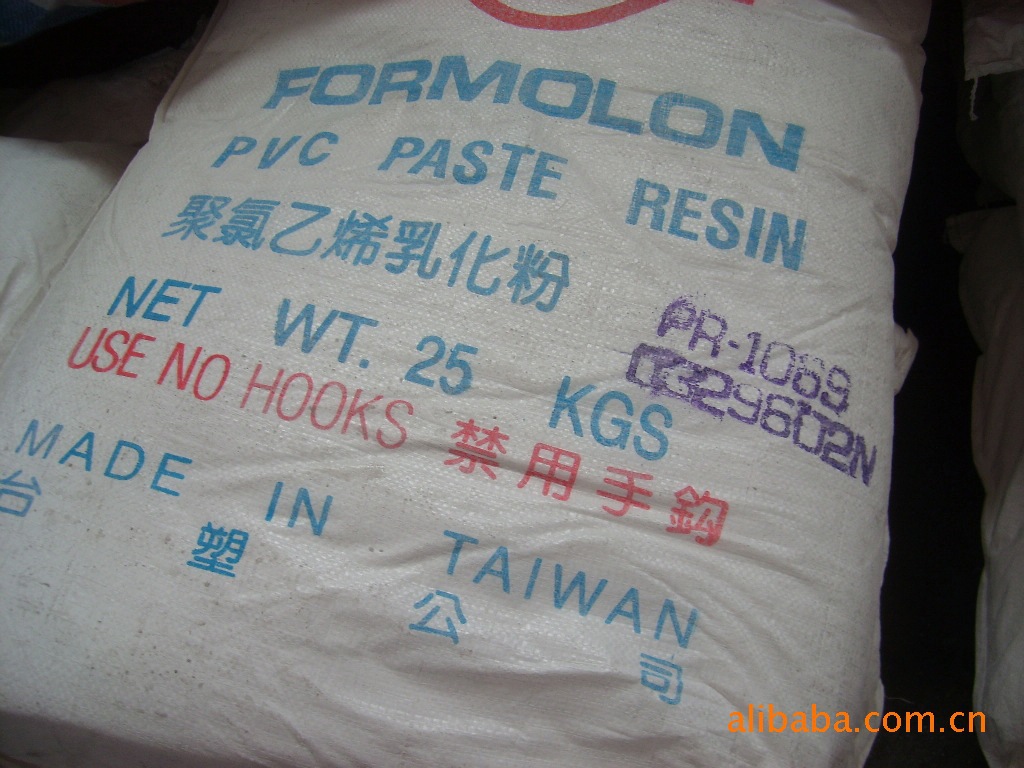 FORMOLON
PVC PASTE RESIN
聚氯乙烯乳化粉
NET WT. 25 KGS
PR-1069
0329602N
USE NO HOOKS 禁用手鈎
MADE IN TAIWAN
台塑公司
alibaba.com.cn